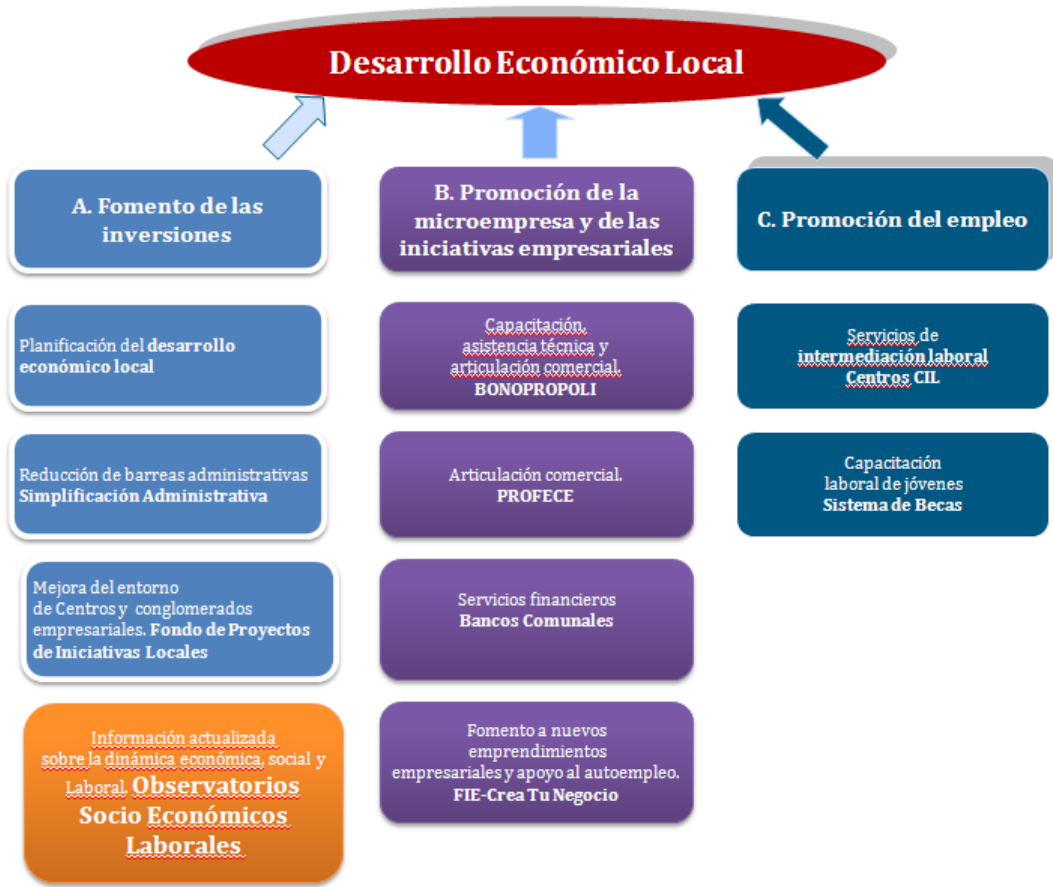 Desarrollo Económico Local
A. Fomento de las
inversiones
Planificación del desarrollo
económico local
Reducción de barreas administrativas
Simplificación Administrativa
Mejora del entorno
de Centros y conglomerados
empresariales. Fondo de Proyectos
de Iniciativas Locales
Información actualizada
sobre la dinámica económica, social y
Laboral. Observatorios
Socio Económicos
Laborales
B. Promoción de la
microempresa y de las
iniciativas empresariales
Capacitación,
asistencia técnica y
articulación comercial.
BONOPROPOLI
Articulación comercial.
PROFECE
Servicios financieros
Bancos Comunales
Fomento a nuevos
emprendimientos
empresariales y apoyo al autoempleo.
FIE-Crea Tu Negocio
C. Promoción del empleo
Servicios de
intermediación laboral
Centros CIL
Capacitación
laboral de jóvenes
Sistema de Becas